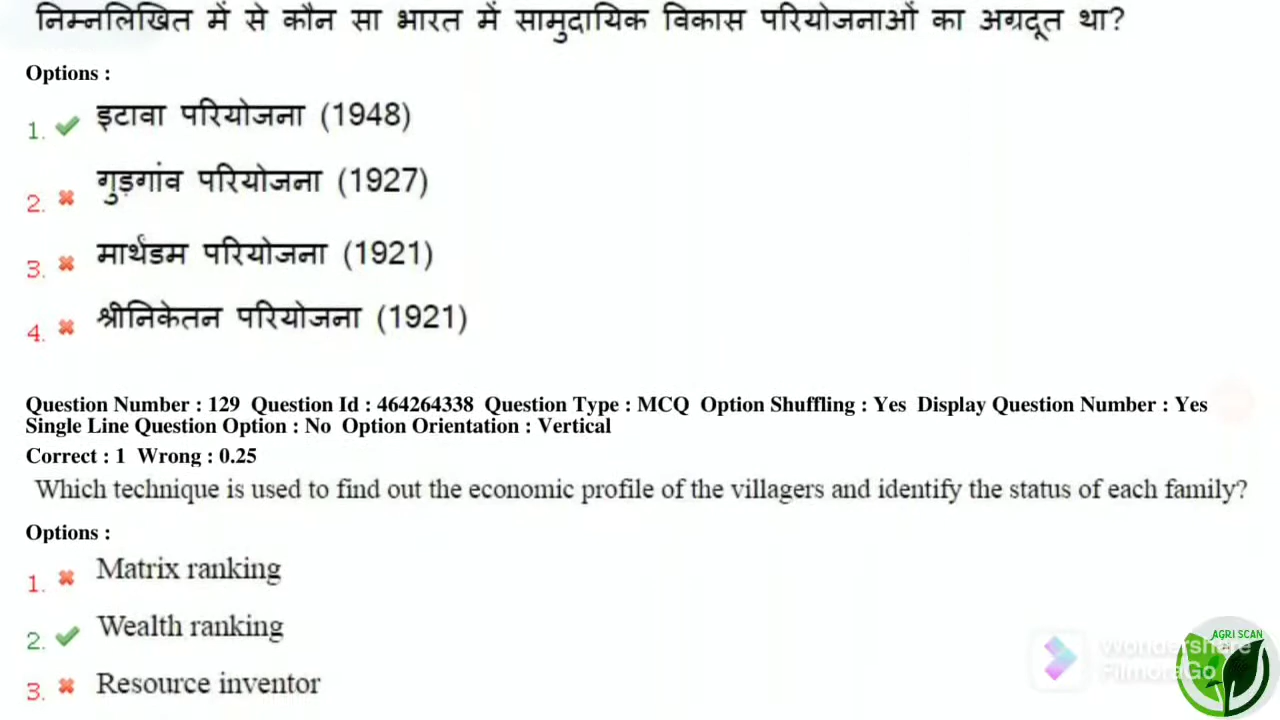 निम्नलिखित में से कौन सा भारत में सामुदायिक विकास परियोजनाओं का अग्रदूत था?
Options :
1. इटावा परियोजना (1948)
2. गुड़गांव परियोजना (1927)
3. मार्थंडम परियोजना (1921)
4. श्रीनिकेतन परियोजना (1921)
Question Number : 129 Question Id : 464264338 Question Type : MCQ Option Shuffling : Yes Display Question Number : Yes
Single Line Question Option : No Option Orientation : Vertical
Correct : 1 Wrong : 0.25
Which technique is used to find out the economic profile of the villagers and identify the status of each family?
Options :
1. Matrix ranking
2. Wealth ranking
3. Resource inventor
AGRI SCAN
Wondershare
FilmoraGo